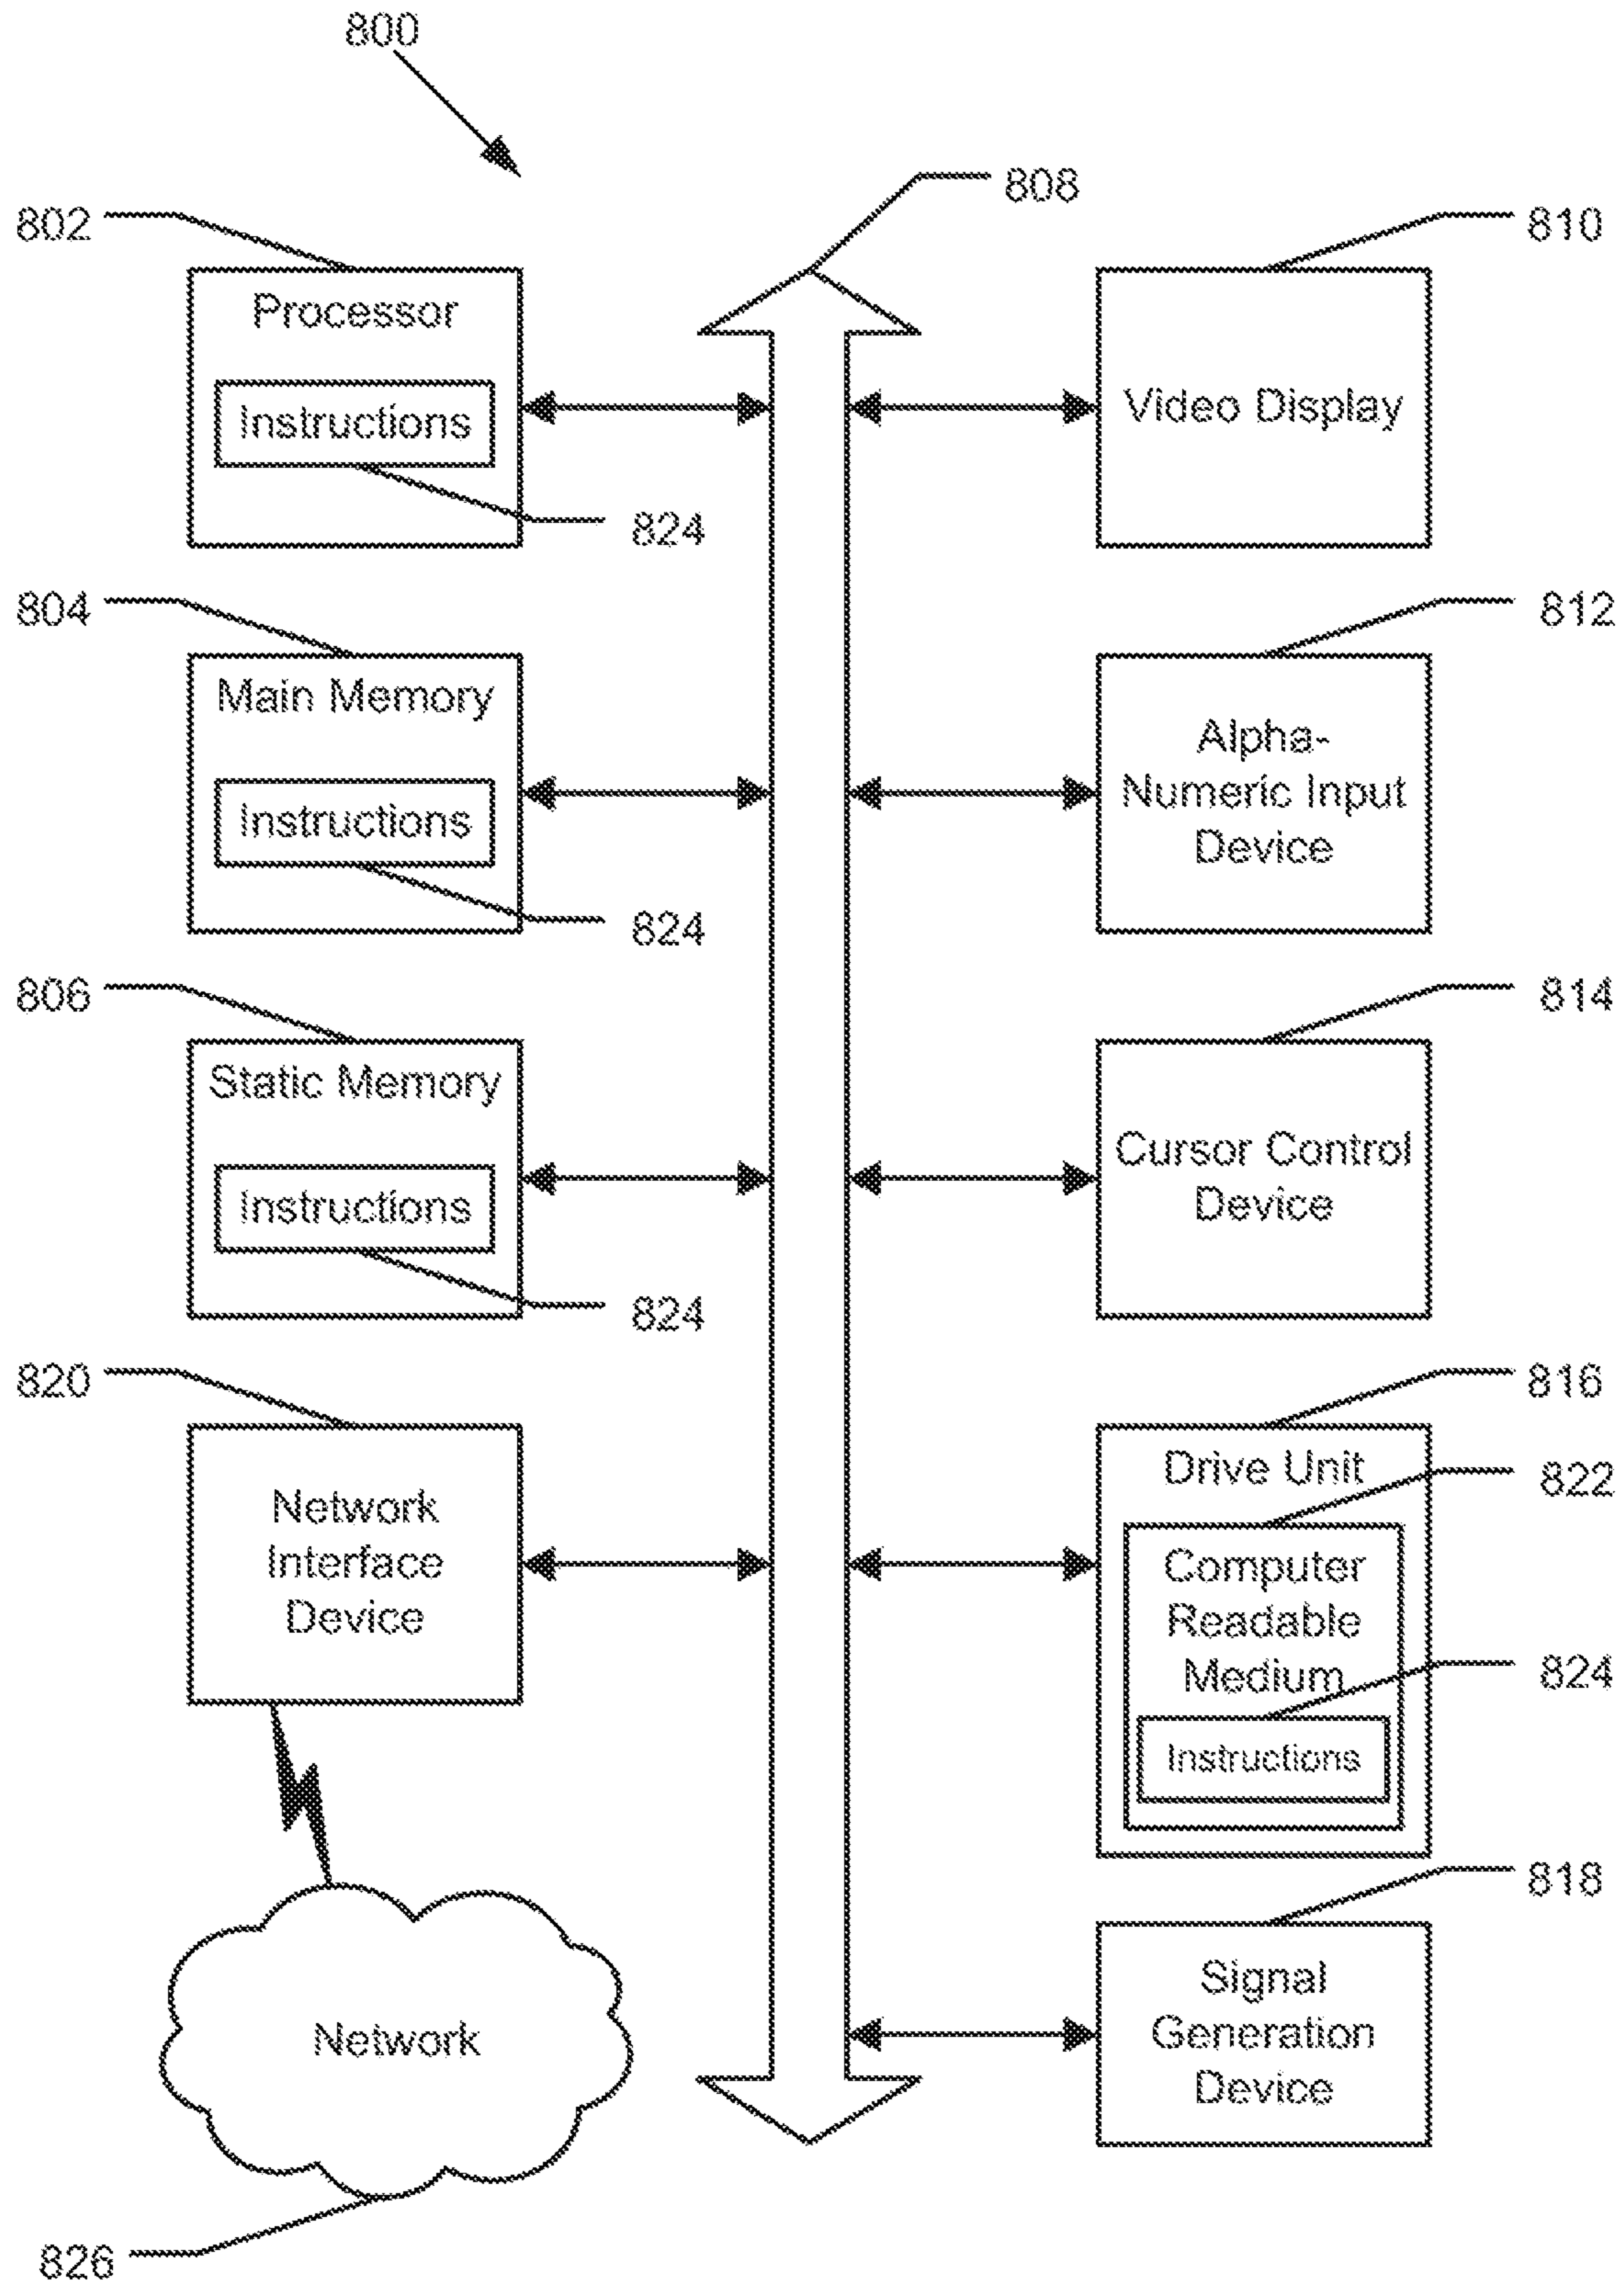 800
808
802
810
Processor
Instructions
Video Display
824
804
812
Main Memory
Alpha-
Numeric Input
Device
Instructions
824
806
814
Static Memory
Cursor Control
Device
Instructions
824
820
816
Drive Unit
822
Network
Interface
Device
Computer
Readable
Medium
824
Instructions
818
Signal
Generation
Device
Network
826